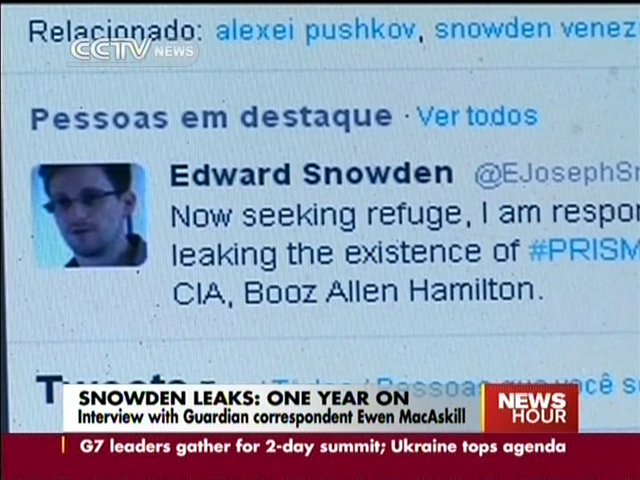 Relacionado: alexei pushkov, snowden venez
CCTV NEWS
Pessoas em destaque · Ver todos
Edward Snowden @EJosephSn
Now seeking refuge, I am respon
leaking the existence of #PRISM
CIA, Booz Allen Hamilton.
Tweets
SNOWDEN LEAKS: ONE YEAR ON
Interview with Guardian correspondent Ewen MacAskill
NEWS
HOUR
G7 leaders gather for 2-day summit; Ukraine tops agenda